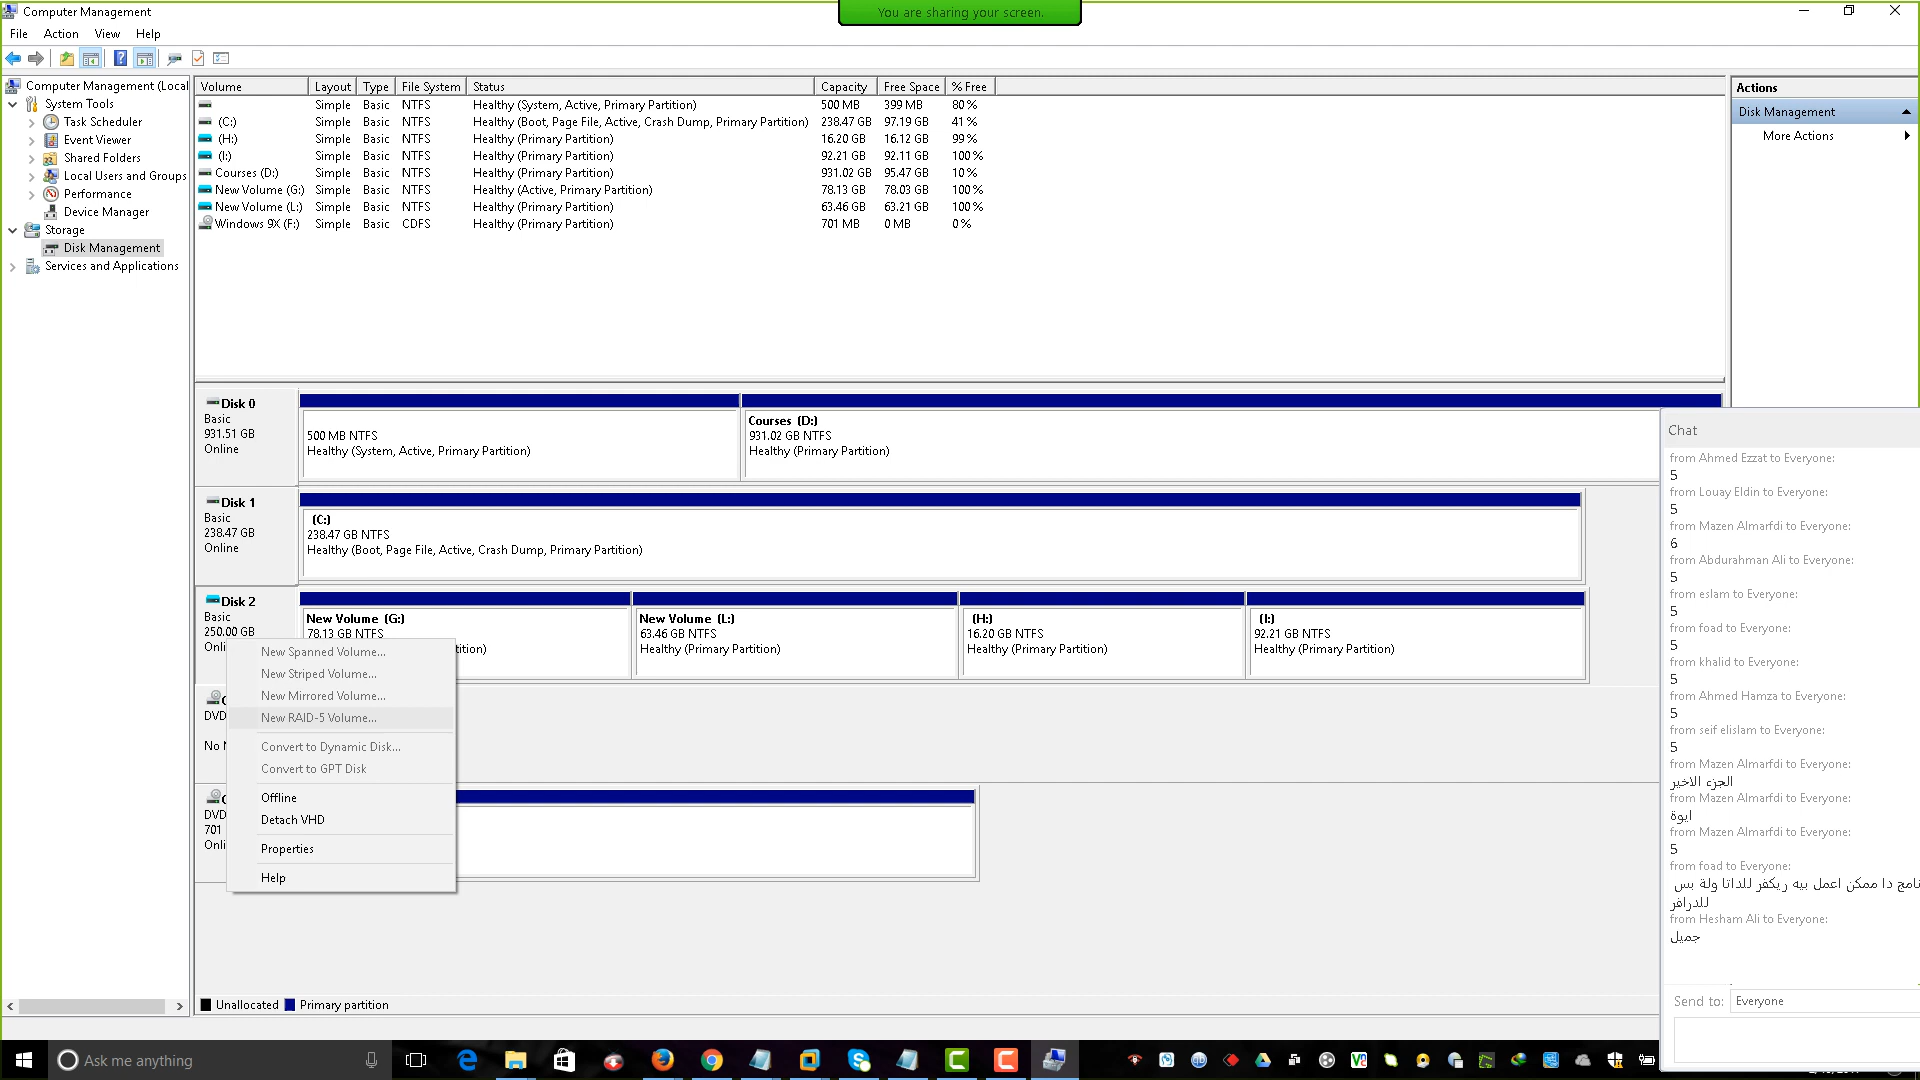 Computer Management
You are sharing your screen.
File Action View Help
Computer Management (Local
System Tools
Task Scheduler
Event Viewer
Shared Folders
Local Users and Groups
Performance
Device Manager
Storage
Disk Management
Services and Applications
Volume Layout Type File System Status Capacity Free Space % Free
Simple Basic NTFS Healthy (System, Active, Primary Partition) 500 MB 399 MB 80 %
(C:) Simple Basic NTFS Healthy (Boot, Page File, Active, Crash Dump, Primary Partition) 238.47 GB 97.19 GB 41 %
(H:) Simple Basic NTFS Healthy (Primary Partition) 16.20 GB 16.12 GB 99 %
(I:) Simple Basic NTFS Healthy (Primary Partition) 92.21 GB 92.11 GB 100 %
Courses (D:) Simple Basic NTFS Healthy (Primary Partition) 931.02 GB 95.47 GB 10 %
New Volume (G:) Simple Basic NTFS Healthy (Active, Primary Partition) 78.13 GB 78.03 GB 100 %
New Volume (L:) Simple Basic NTFS Healthy (Primary Partition) 63.46 GB 63.21 GB 100 %
Windows 9X (F:) Simple Basic CDFS Healthy (Primary Partition) 701 MB 0 MB 0 %
Actions
Disk Management
More Actions
Disk 0
Basic
931.51 GB
Online
500 MB NTFS
Healthy (System, Active, Primary Partition)
Courses (D:)
931.02 GB NTFS
Healthy (Primary Partition)
Disk 1
Basic
238.47 GB
Online
(C:)
238.47 GB NTFS
Healthy (Boot, Page File, Active, Crash Dump, Primary Partition)
Disk 2
Basic
250.00 GB
Onli
New Volume (G:)
78.13 GB NTFS
tition)
New Volume (L:)
63.46 GB NTFS
Healthy (Primary Partition)
(H:)
16.20 GB NTFS
Healthy (Primary Partition)
(I:)
92.21 GB NTFS
Healthy (Primary Partition)
DVD
No
DVD
701
Onli
New Spanned Volume...
New Striped Volume...
New Mirrored Volume...
New RAID-5 Volume...
Convert to Dynamic Disk...
Convert to GPT Disk
Offline
Detach VHD
Properties
Help
Unallocated Primary partition
Chat
from Ahmed Ezzat to Everyone:
5
from Louay Eldin to Everyone:
5
from Mazen Almarfdi to Everyone:
6
from Abdurahman Ali to Everyone:
5
from eslam to Everyone:
5
from foad to Everyone:
5
from khalid to Everyone:
5
from Ahmed Hamza to Everyone:
5
from seif elislam to Everyone:
5
from Mazen Almarfdi to Everyone:
الجزء الاخير
from Mazen Almarfdi to Everyone:
ايوة
from Mazen Almarfdi to Everyone:
5
from foad to Everyone:
نامج دا ممكن اعمل بيه ريكفر للداتا ولة بس
للدرافر
from Hesham Ali to Everyone:
جميل
Send to: Everyone
Ask me anything